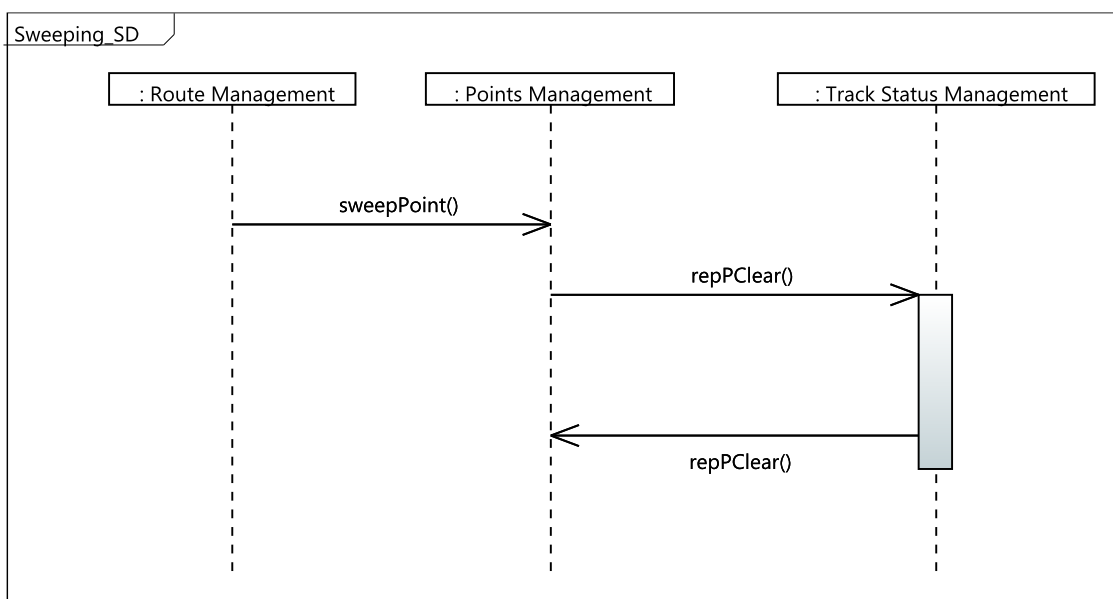 Sweeping_SD
: Route Management
: Points Management
: Track Status Management
sweepPoint()
repPClear()
repPClear()